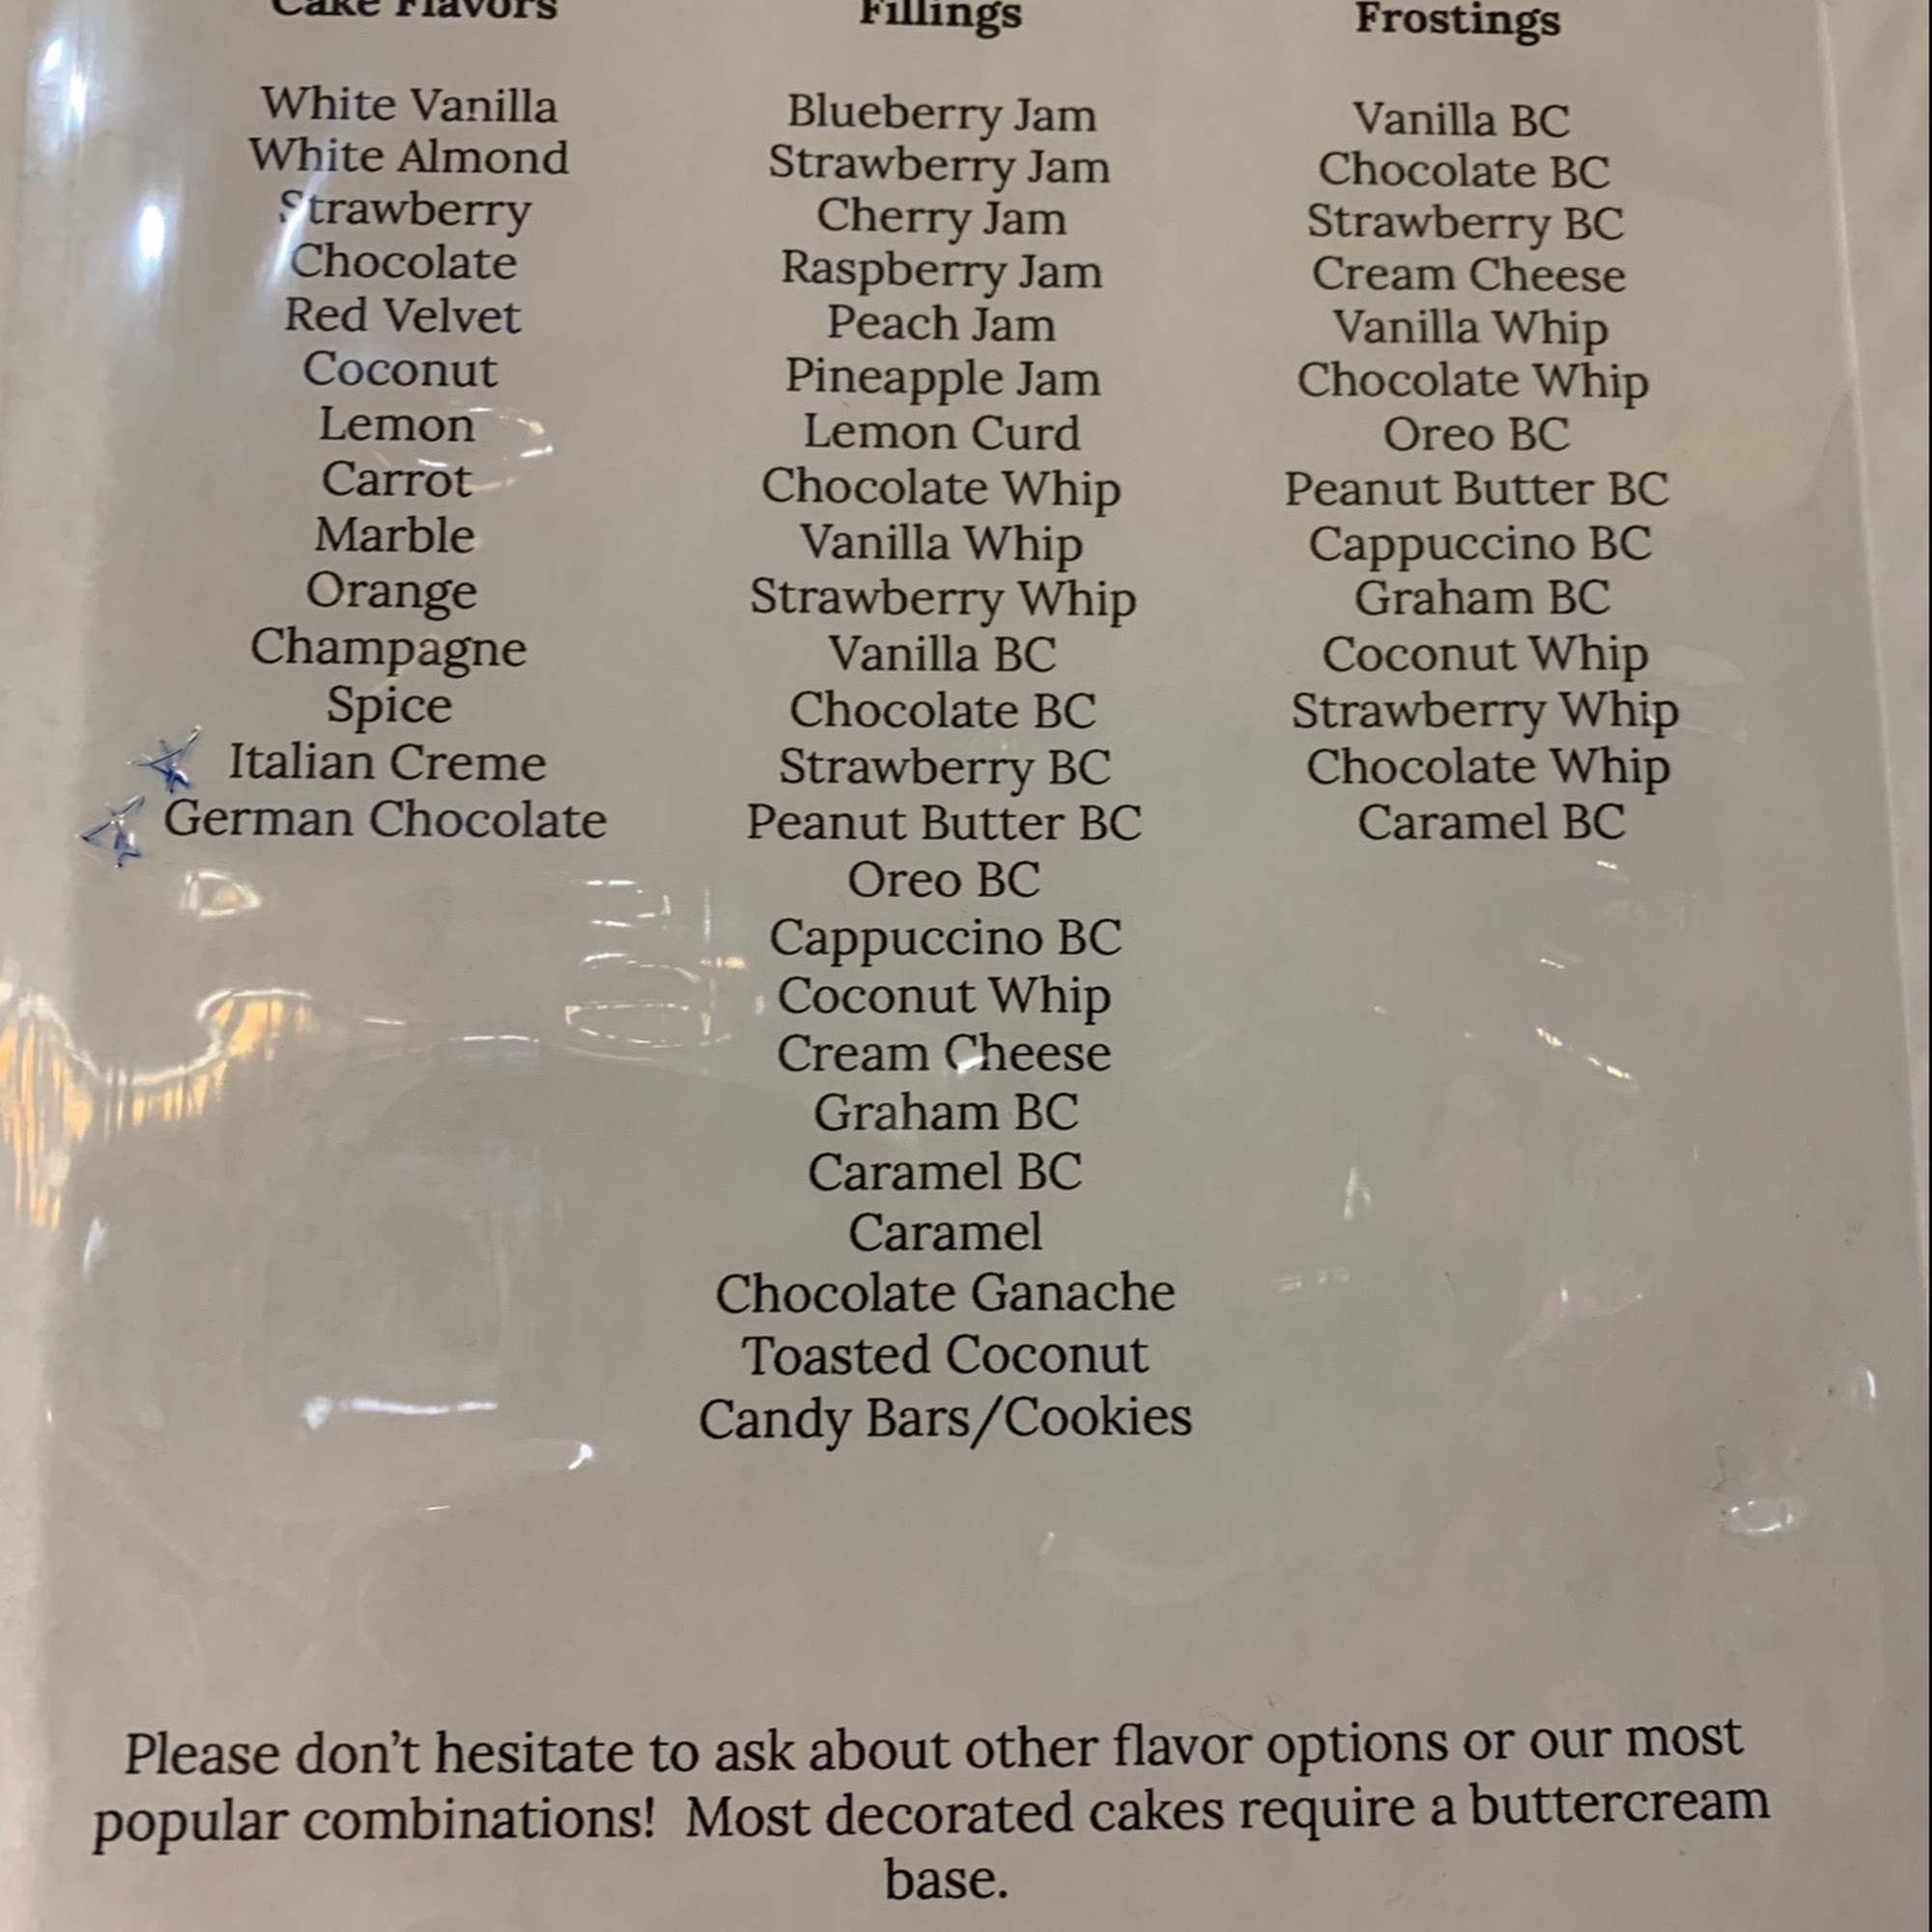 Cake Flavors
White Vanilla
White Almond
Strawberry
Chocolate
Red Velvet
Coconut
Lemon
Carrot
Marble
Orange
Champagne
Spice
Italian Creme
German Chocolate
Fillings
Blueberry Jam
Strawberry Jam
Cherry Jam
Raspberry Jam
Peach Jam
Pineapple Jam
Lemon Curd
Chocolate Whip
Vanilla Whip
Strawberry Whip
Vanilla BC
Chocolate BC
Strawberry BC
Peanut Butter BC
Oreo BC
Cappuccino BC
Coconut Whip
Cream Cheese
Graham BC
Caramel BC
Caramel
Chocolate Ganache
Toasted Coconut
Candy Bars/Cookies
Frostings
Vanilla BC
Chocolate BC
Strawberry BC
Cream Cheese
Vanilla Whip
Chocolate Whip
Oreo BC
Peanut Butter BC
Cappuccino BC
Graham BC
Coconut Whip
Strawberry Whip
Chocolate Whip
Caramel BC
Please don’t hesitate to ask about other flavor options or our most
popular combinations!  Most decorated cakes require a buttercream
base.